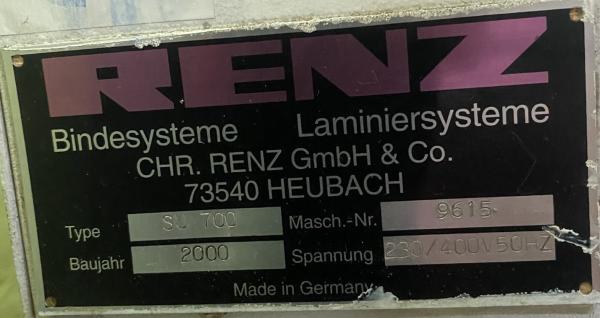 RENZ
Bindesysteme Laminiersysteme
CHR. RENZ GmbH & Co.
73540 HEUBACH
Type SU 700 Masch.-Nr. 9615
Baujahr 2000 Spannung 230/400V50HZ
Made in Germany